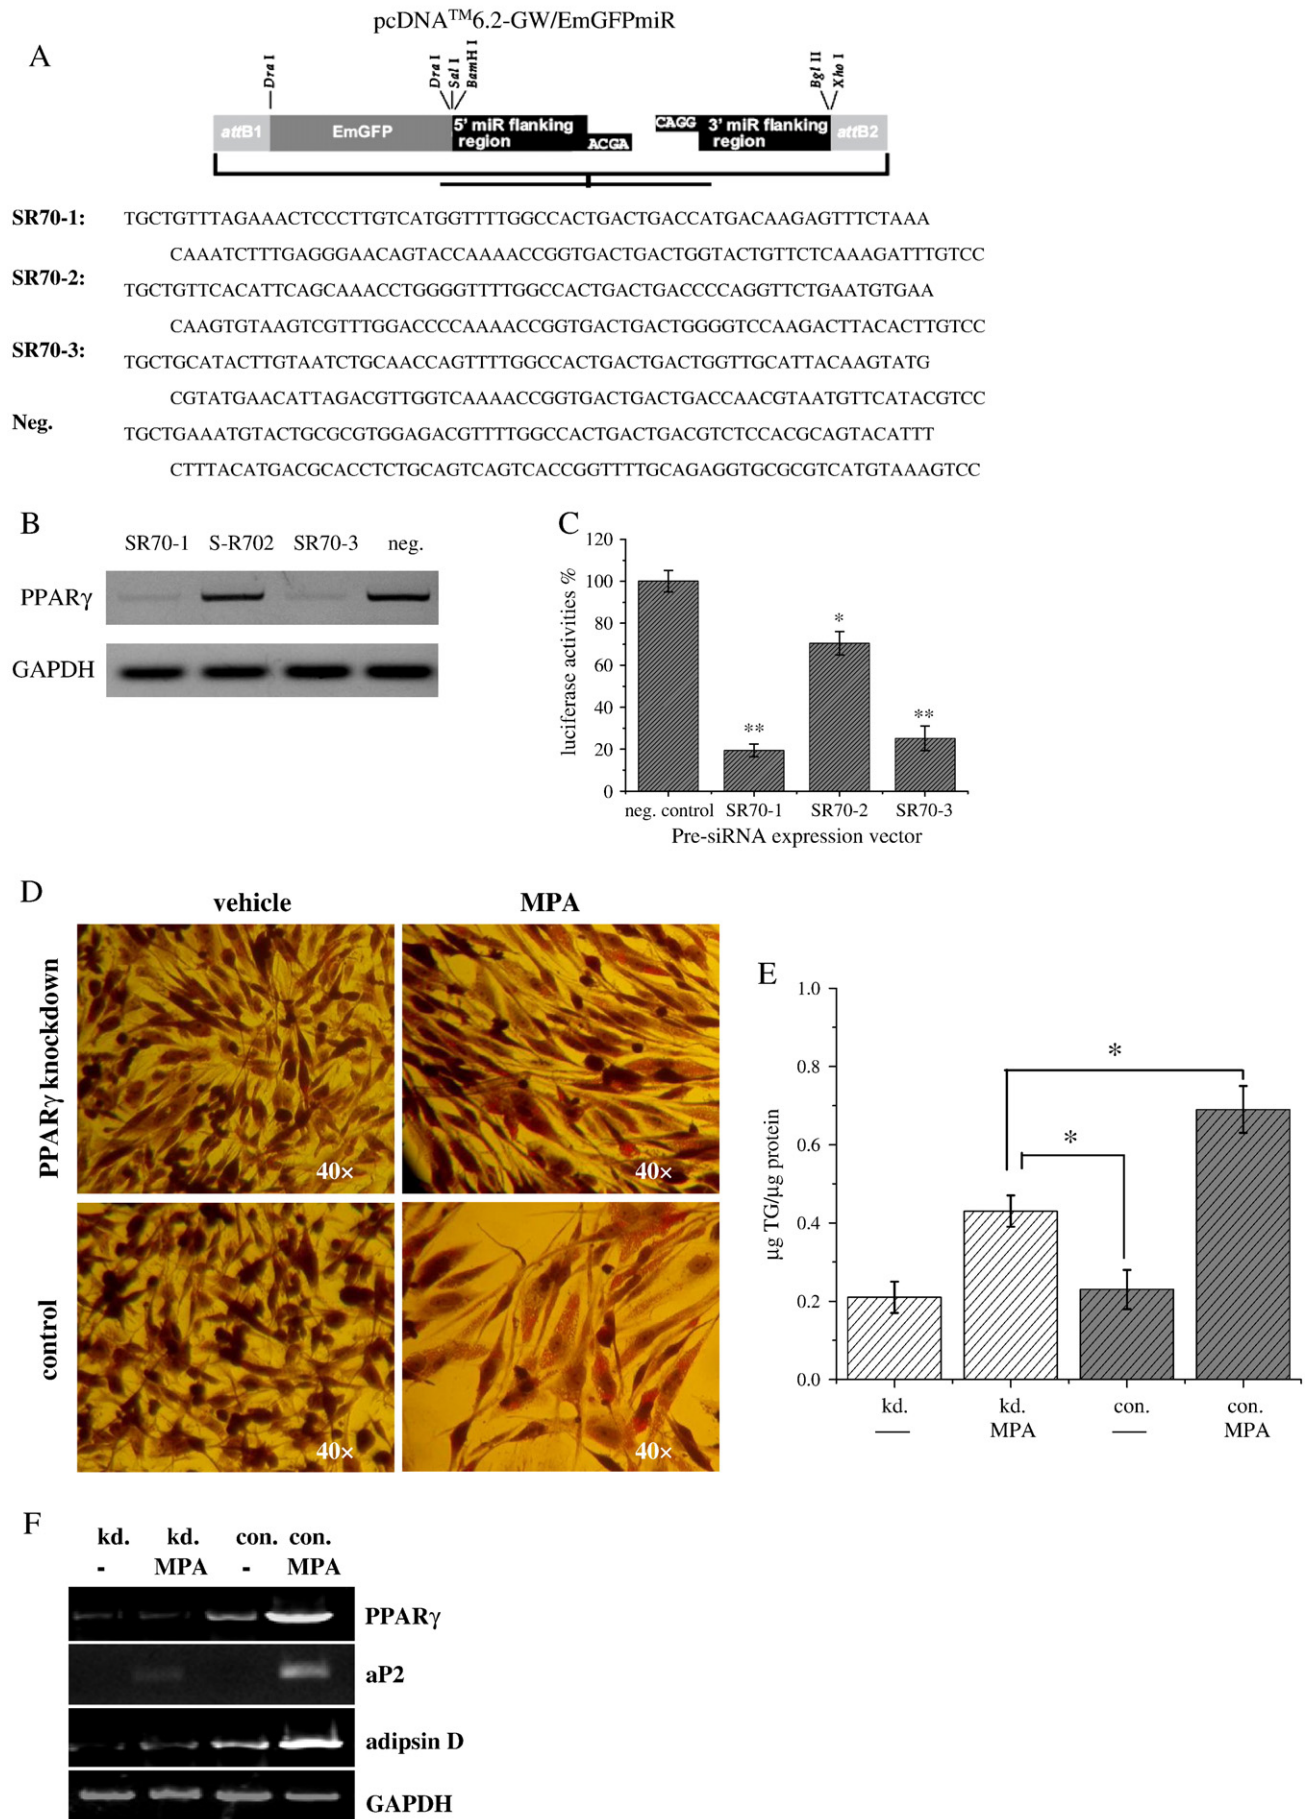 pcDNA™6.2-GW/EmGFPmiR
A
Dra I
Dra I
Sal I
BamH I
Bgl II
Xho I
attB1
EmGFP
5' miR flanking region
ACGA
CAGG
3' miR flanking region
attB2
SR70-1: TGCTGTTTAGAAACTCCCTTGTCATGGTTTTGGCCACTGACTGACCATGACAAGAGTTTCTAAA
CAAATCTTTGAGGGAACAGTACCAAAACCGGTGACTGACTGGTACTGTTCTCAAAGATTTGTCC
SR70-2: TGCTGTTCACATTCAGCAAACCTGGGGTTTTGGCCACTGACTGACCCCAGGTTCTGAATGTGAA
CAAGTGTAAGTCGTTTGGACCCCAAAACCGGTGACTGACTGGGGTCCAAGACTTACACTTGTCC
SR70-3: TGCTGCATACTTGTAATCTGCAACCAGTTTTGGCCACTGACTGACTGGTTGCATTACAAGTATG
CGTATGAACATTAGACGTTGGTCAAAACCGGTGACTGACTGACCAACGTAATGTTCATACGTCC
Neg. TGCTGAAATGTACTGCGCGTGGAGACGTTTTGGCCACTGACTGACGTCTCCACGCAGTACATTT
CTTTACATGACGCACCTCTGCAGTCAGTCACCGGTTTTGCAGAGGTGCGCGTCATGTAAAGTCC
B
SR70-1 S-R702 SR70-3 neg.
PPARγ
GAPDH
C
luciferase activities %
120
100
80
60
40
20
0
*
**
**
neg. control SR70-1 SR70-2 SR70-3
Pre-siRNA expression vector
D
vehicle MPA
PPARγ knockdown
40×
40×
control
40×
40×
E
µg TG/µg protein
1.0
0.8
0.6
0.4
0.2
0.0
*
*
kd. kd. con. con.
— MPA — MPA
F
kd. kd. con. con.
- MPA - MPA
PPARγ
aP2
adipsin D
GAPDH